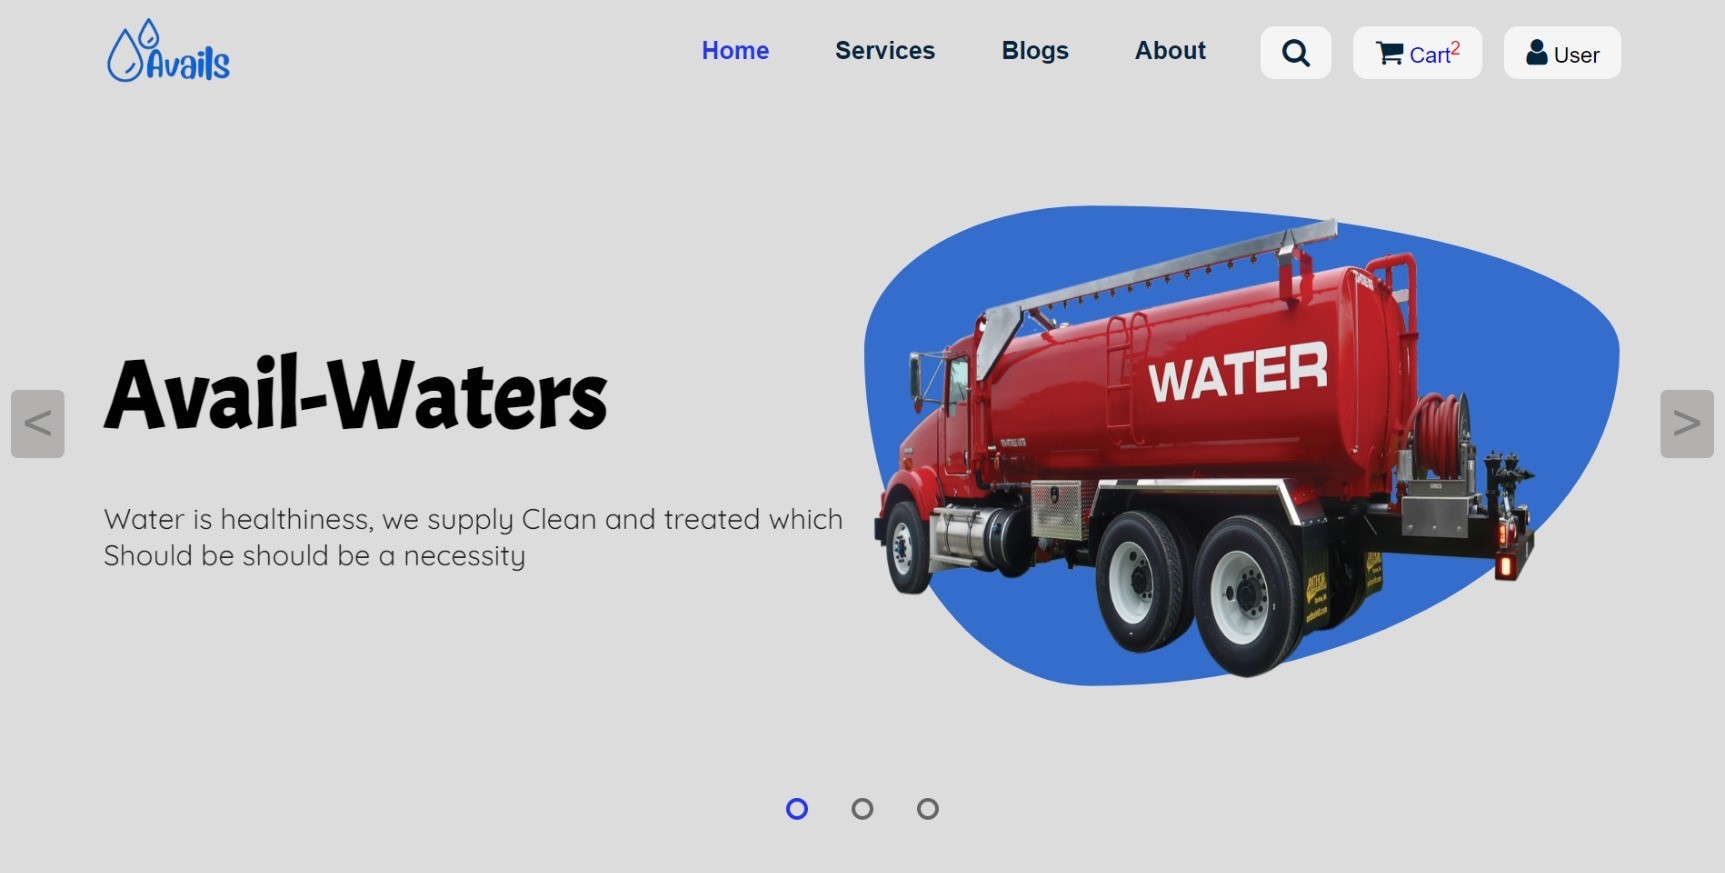 Avails
Home Services Blogs About Cart2 User
Avail-Waters
WATER
< >
Water is healthiness, we supply Clean and treated which
Should be should be a necessity